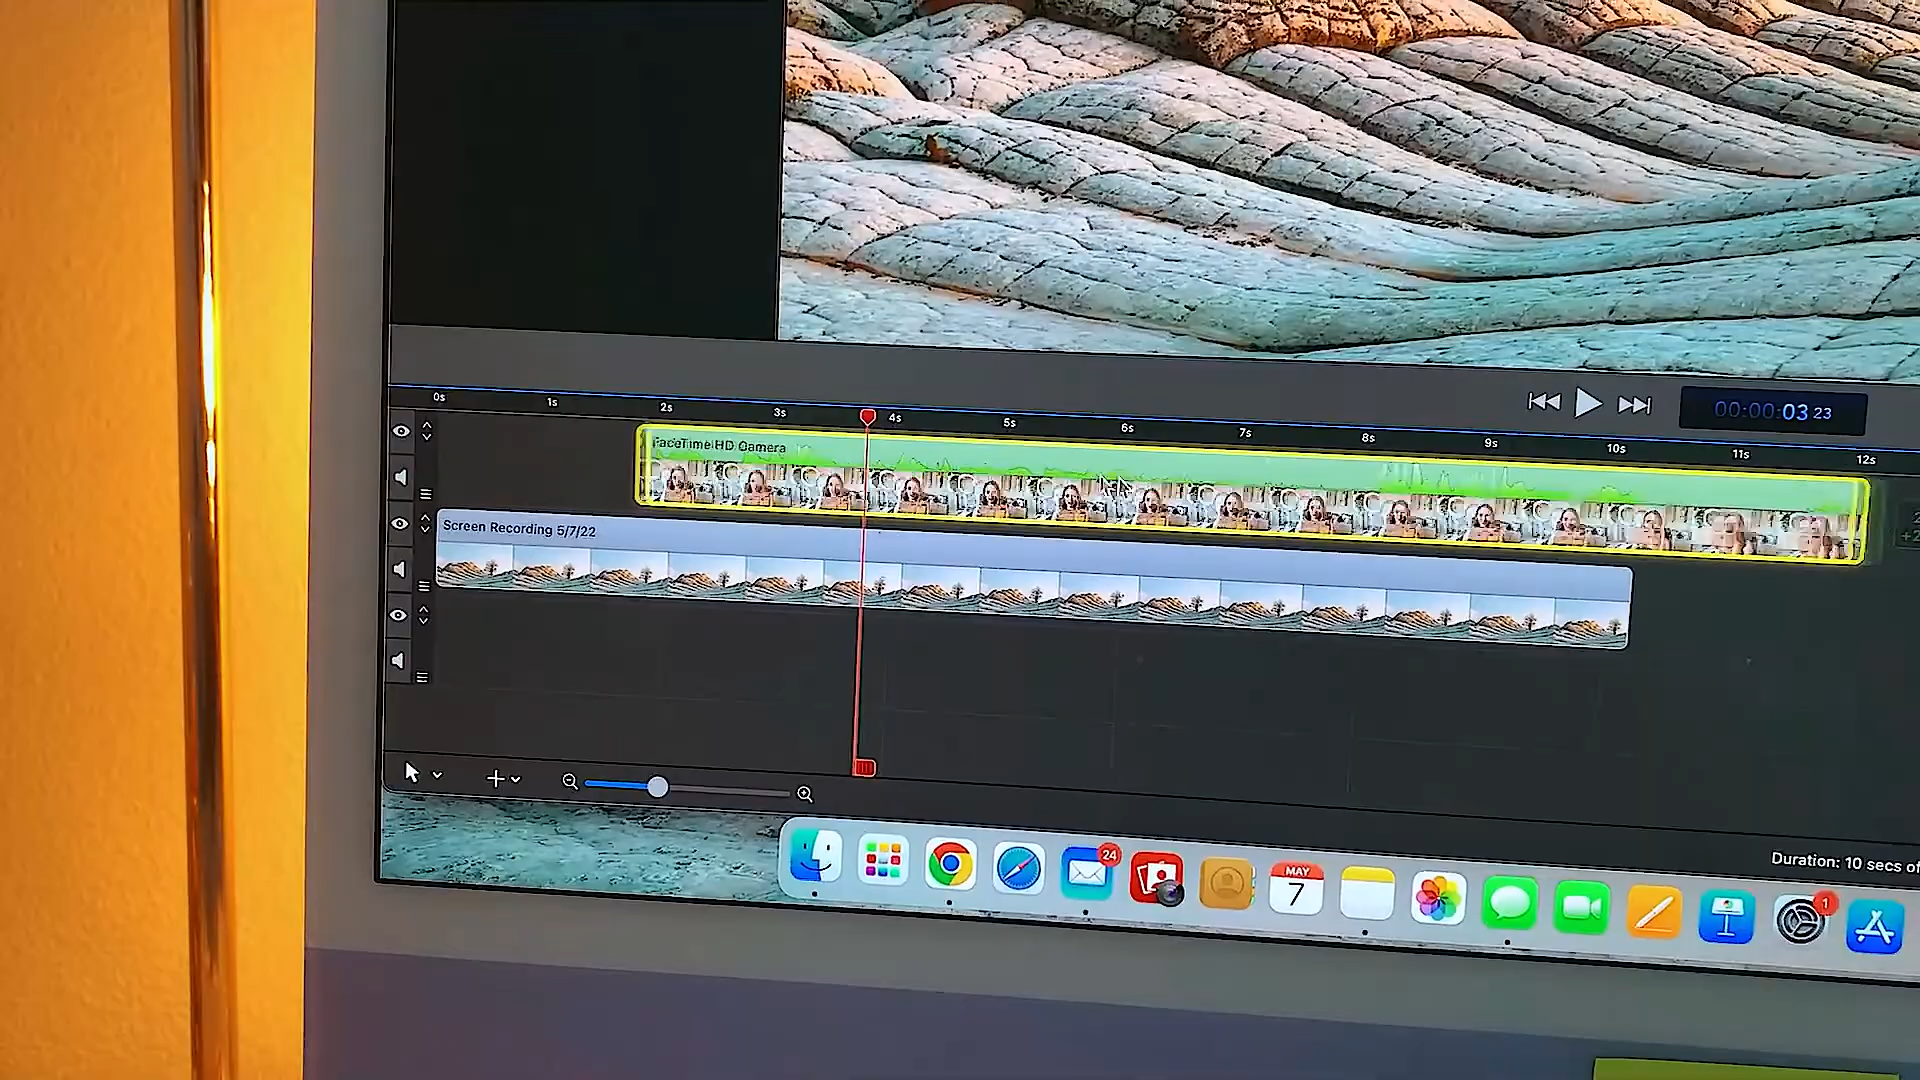 00:00:03 23
0s 1s 2s 3s 4s 5s 6s 7s 8s 9s 10s 11s 12s
FaceTime HD Camera
Screen Recording 5/7/22
Duration: 10 secs of
24
MAY
7
1